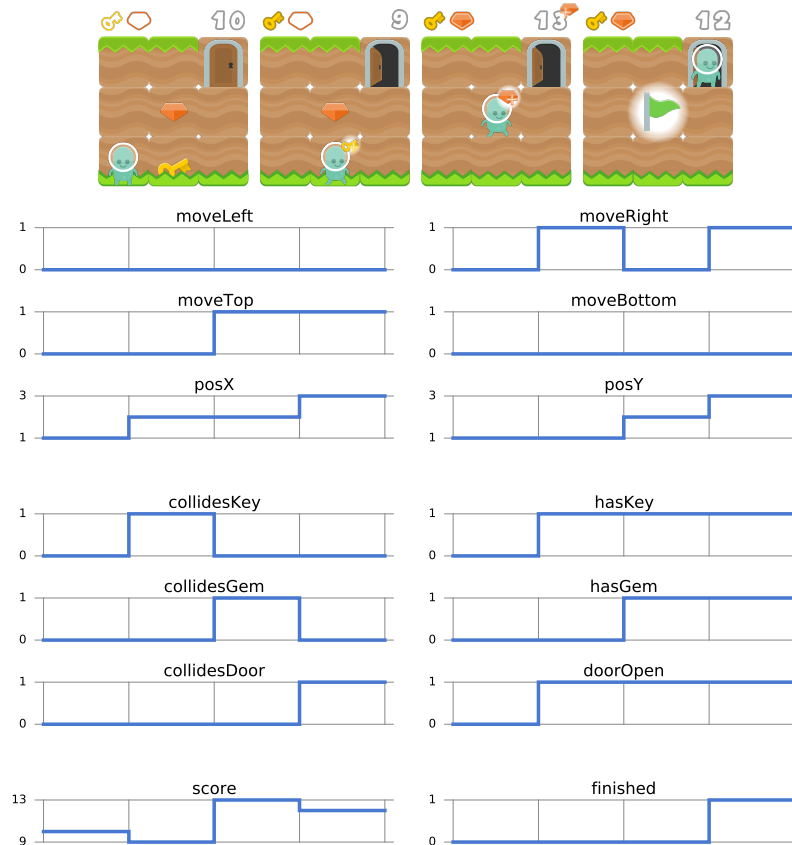 10 9 13 12
moveLeft moveRight
1 1
0 0
moveTop moveBottom
1 1
0 0
posX posY
3 3
1 1
collidesKey hasKey
1 1
0 0
collidesGem hasGem
1 1
0 0
collidesDoor doorOpen
1 1
0 0
score finished
13 1
9 0